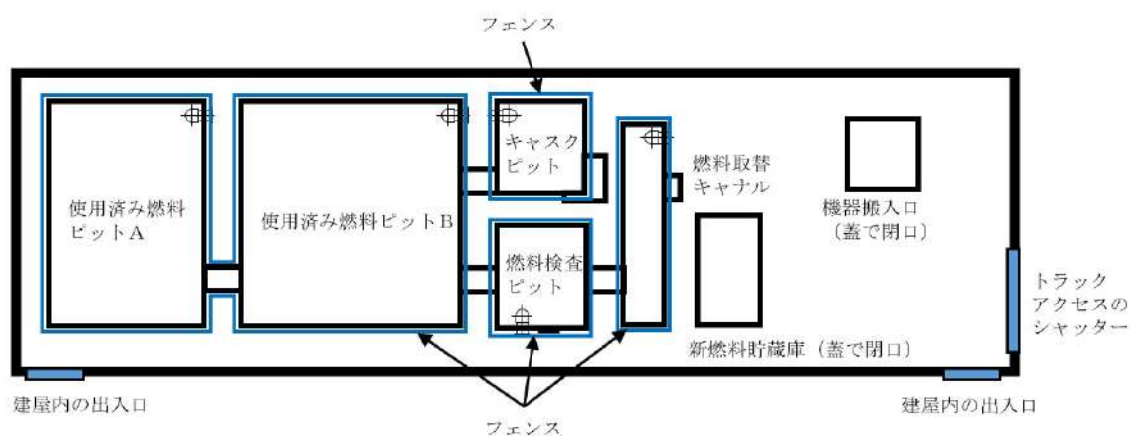 フェンス
キャスク
ピット
燃料取替
キャナル
使用済み燃料
ピットA
使用済み燃料ピットB
機器搬入口
（蓋で閉口）
燃料検査
ピット
トラック
アクセスの
シャッター
新燃料貯蔵庫（蓋で閉口）
建屋内の出入口
建屋内の出入口
フェンス